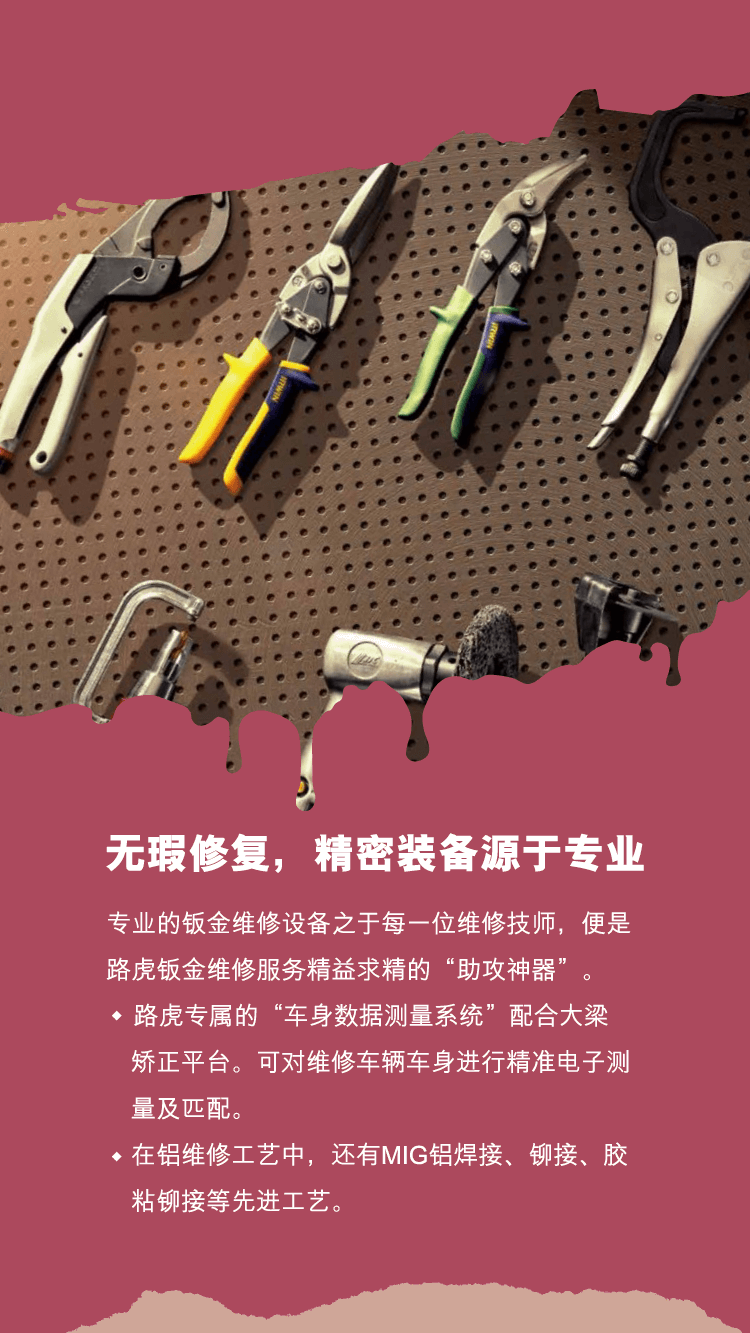 IRWIN
IRWIN
无瑕修复，精密装备源于专业
专业的钣金维修设备之于每一位维修技师，便是
路虎钣金维修服务精益求精的“助攻神器”。
路虎专属的“车身数据测量系统”配合大梁
矫正平台。可对维修车辆车身进行精准电子测
量及匹配。
在铝维修工艺中，还有MIG铝焊接、铆接、胶
粘铆接等先进工艺。